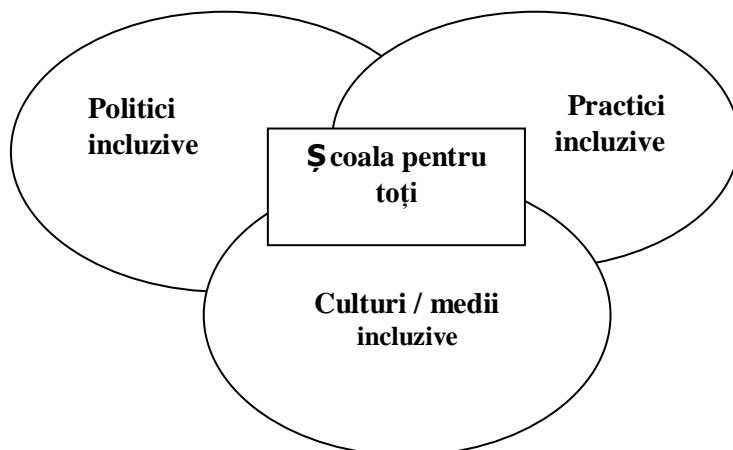 Politici
incluzive
Practici
incluzive
Școala pentru
toți
Culturi / medii
incluzive